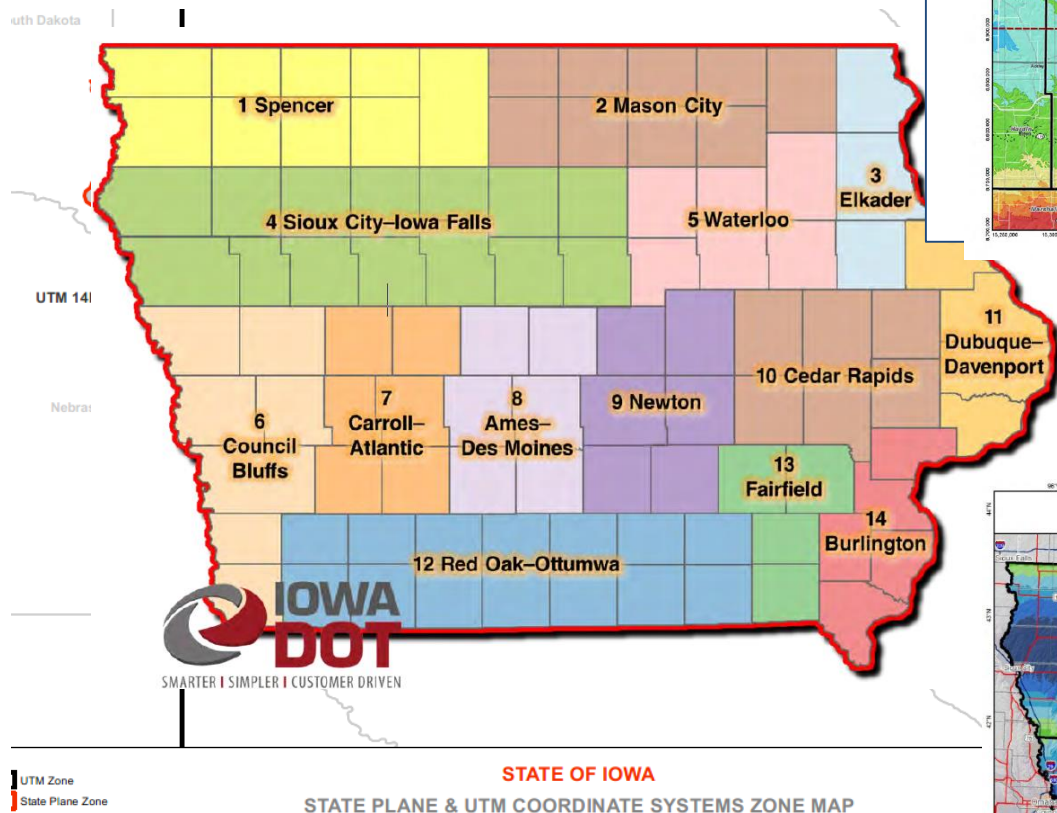 outh Dakota
1 Spencer
2 Mason City
3
Elkader
4 Sioux City–Iowa Falls
5 Waterloo
UTM 14
11
Dubuque–
Davenport
10 Cedar Rapids
Nebras
6
Council
Bluffs
7
Carroll–
Atlantic
8
Ames–
Des Moines
9 Newton
13
Fairfield
14
Burlington
12 Red Oak–Ottumwa
IOWA
DOT
SMARTER | SIMPLER | CUSTOMER DRIVEN
Sioux Falls
UTM Zone
State Plane Zone
STATE OF IOWA
STATE PLANE & UTM COORDINATE SYSTEMS ZONE MAP